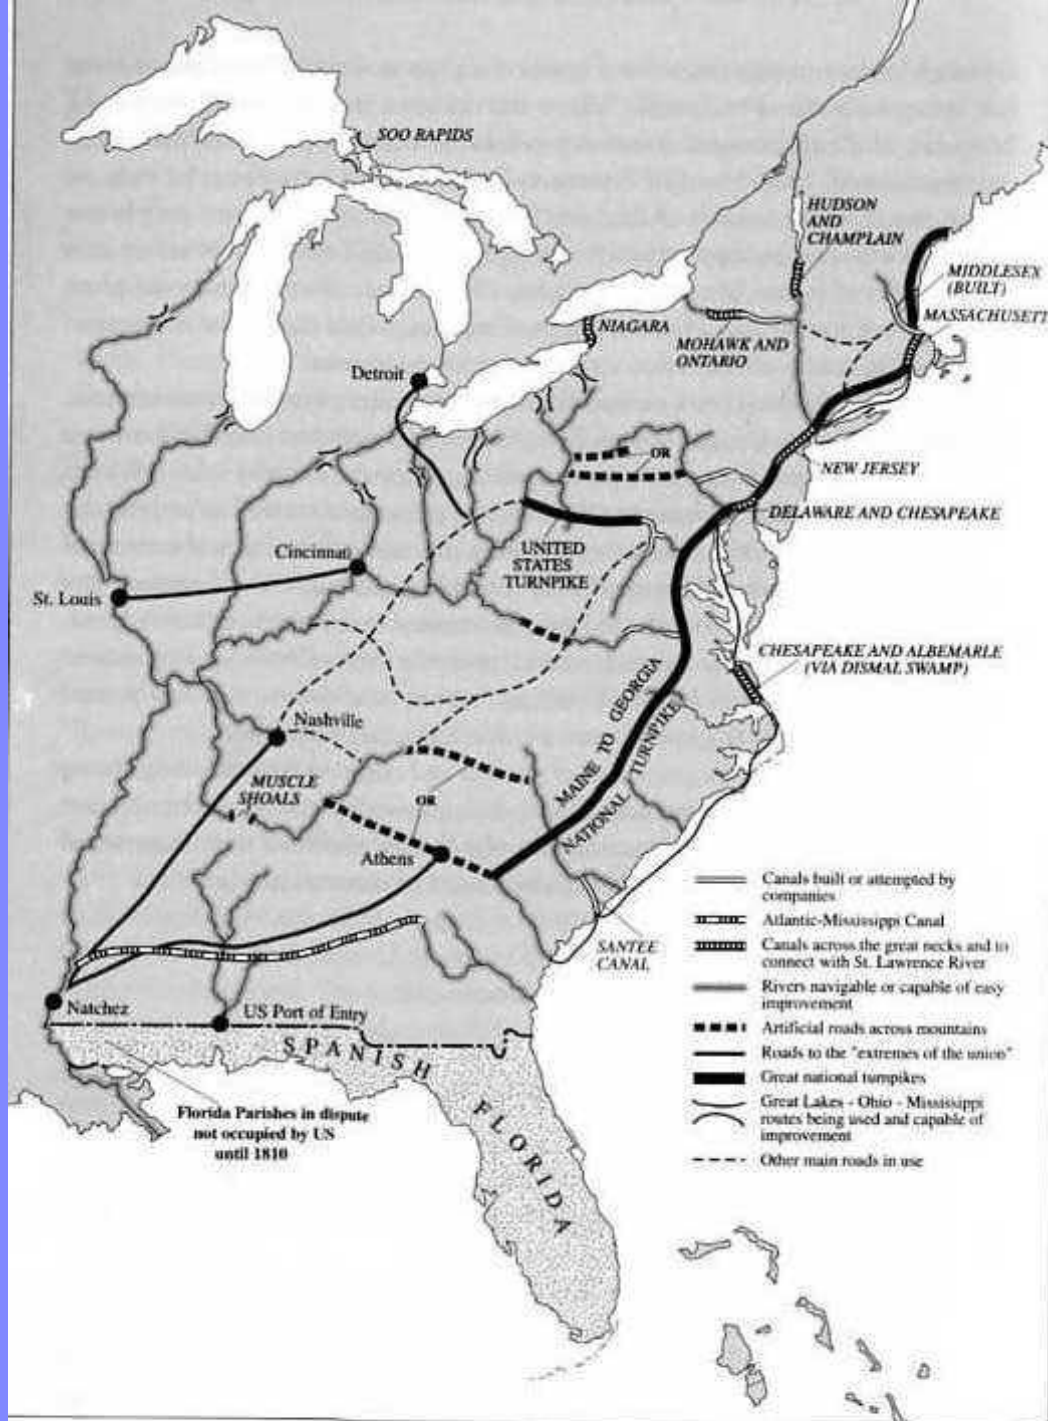 SOO RAPIDS
HUDSON
AND
CHAMPLAIN
MIDDLESEX
(BUILT)
MASSACHUSETT
NIAGARA
MOHAWK AND
ONTARIO
Detroit
OR
NEW JERSEY
DELAWARE AND CHESAPEAKE
UNITED
STATES
TURNPIKE
Cincinnati
St. Louis
CHESAPEAKE AND ALBEMARLE
(VIA DISMAL SWAMP)
MAINE TO GEORGIA
NATIONAL TURNPIKE
Nashville
MUSCLE
SHOALS
OR
Athens
SANTEE
CANAL
Natchez
US Port of Entry
SPANISH
FLORIDA
Florida Parishes in dispute
not occupied by US
until 1810
Canals built or attempted by
companies
Atlantic-Mississippi Canal
Canals across the great necks and to
connect with St. Lawrence River
Rivers navigable or capable of easy
improvement
Artificial roads across mountains
Roads to the "extremes of the union"
Great national turnpikes
Great Lakes - Ohio - Mississippi
routes being used and capable of
improvement
Other main roads in use